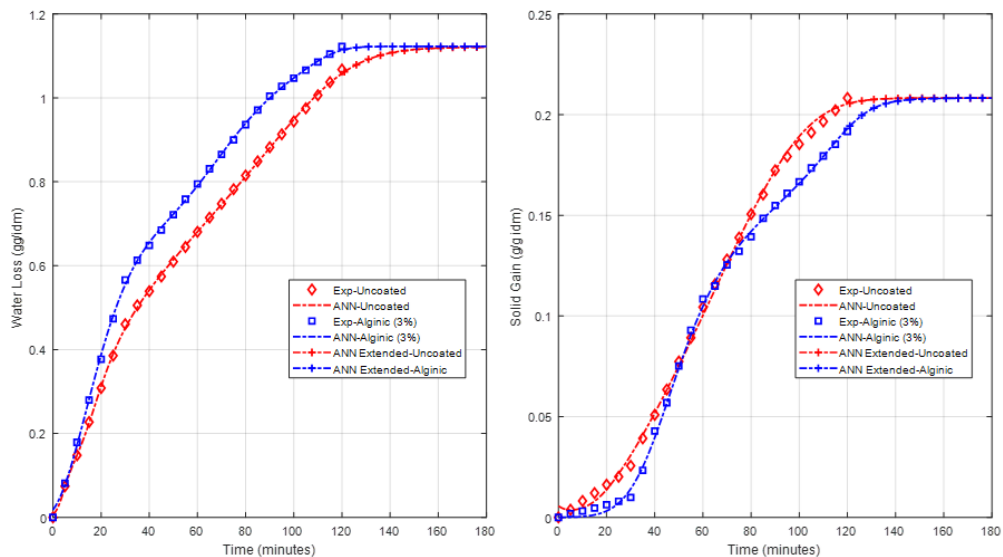 1.2
1
0.8
0.6
0.4
0.2
0
Water Loss (gg/idm)
0 20 40 60 80 100 120 140 160 180
Time (minutes)
Exp-Uncoated
ANN-Uncoated
Exp-Alginic (3%)
ANN-Alginic (3%)
ANN Extended-Uncoated
ANN Extended-Alginic
0.25
0.2
0.15
0.1
0.05
0
Solid Gain (g/g idm)
0 20 40 60 80 100 120 140 160 180
Time (minutes)
Exp-Uncoated
ANN-Uncoated
Exp-Alginic (3%)
ANN-Alginic (3%)
ANN Extended-Uncoated
ANN Extended-Alginic